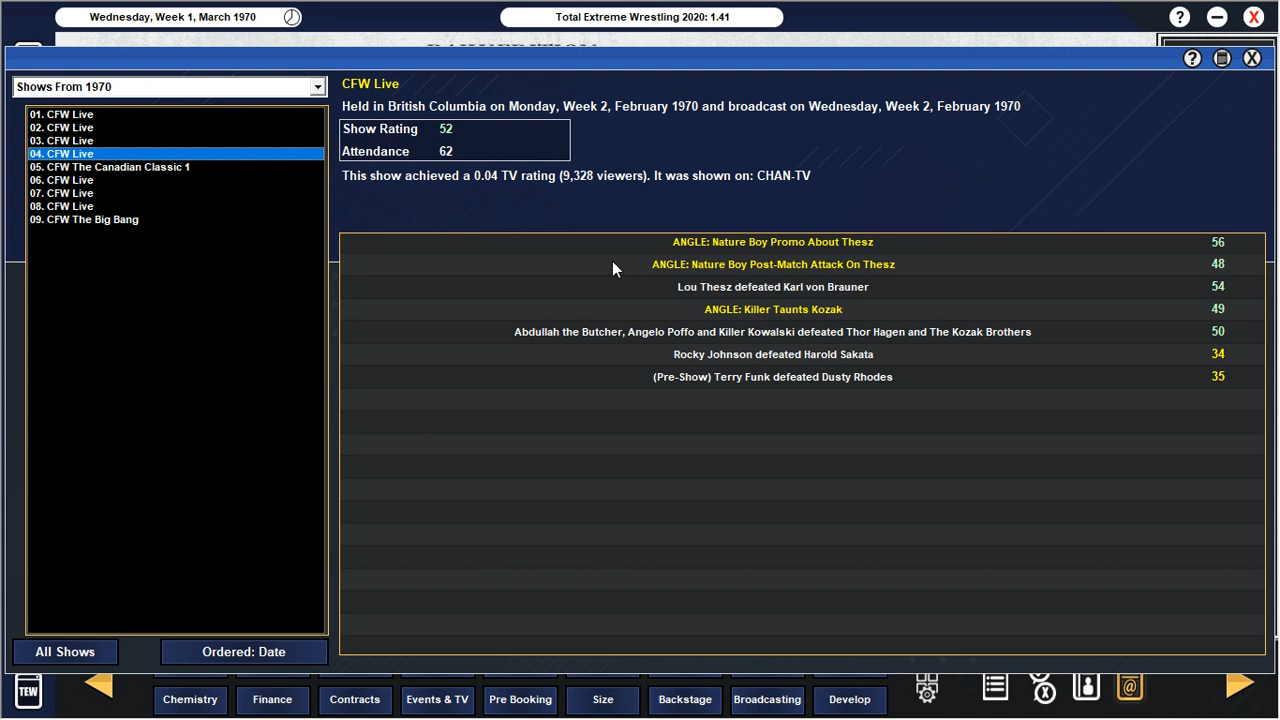 Wednesday, Week 1, March 1970
Total Extreme Wrestling 2020: 1.41
? X
? X
Shows From 1970
01. CFW Live
02. CFW Live
03. CFW Live
04. CFW Live
05. CFW The Canadian Classic 1
06. CFW Live
07. CFW Live
08. CFW Live
09. CFW The Big Bang
CFW Live
Held in British Columbia on Monday, Week 2, February 1970 and broadcast on Wednesday, Week 2, February 1970
Show Rating 52
Attendance 62
This show achieved a 0.04 TV rating (9,328 viewers). It was shown on: CHAN-TV
ANGLE: Nature Boy Promo About Thesz 56
ANGLE: Nature Boy Post-Match Attack On Thesz 48
Lou Thesz defeated Karl von Brauner 54
ANGLE: Killer Taunts Kozak 49
Abdullah the Butcher, Angelo Poffo and Killer Kowalski defeated Thor Hagen and The Kozak Brothers 50
Rocky Johnson defeated Harold Sakata 34
(Pre-Show) Terry Funk defeated Dusty Rhodes 35
All Shows Ordered: Date
TEW Chemistry Finance Contracts Events & TV Pre Booking Size Backstage Broadcasting Develop X @